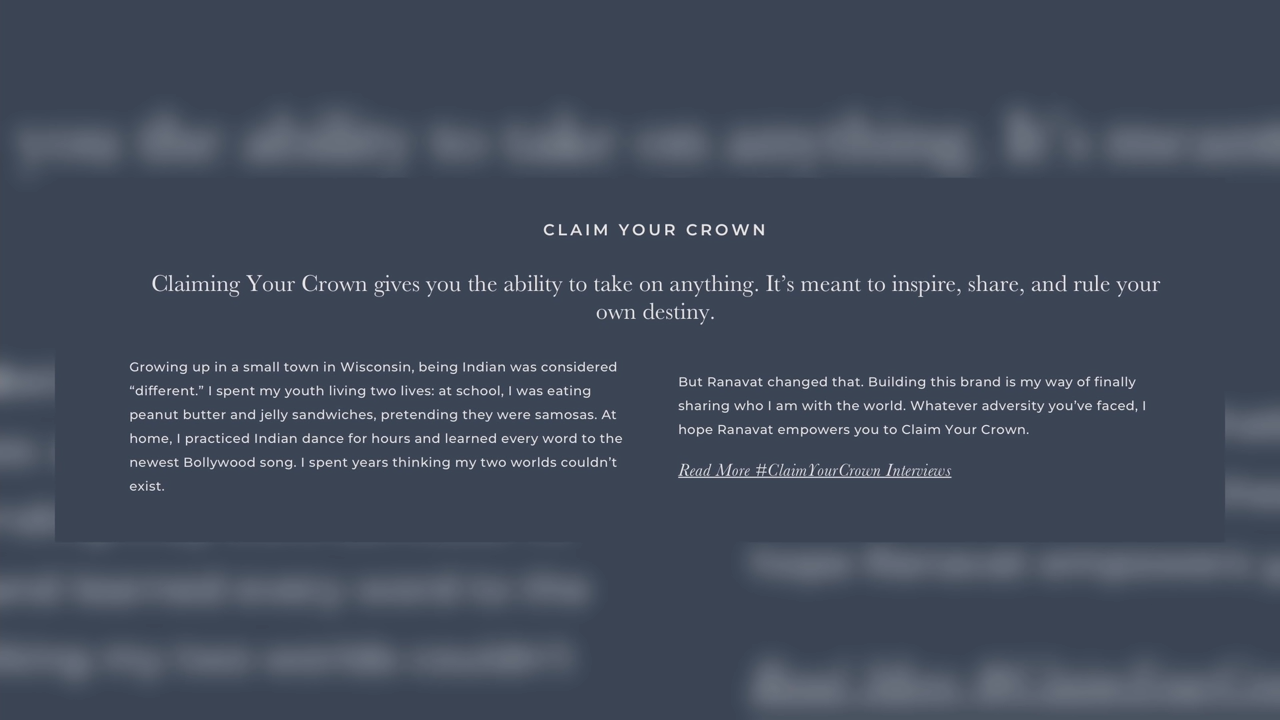 CLAIM YOUR CROWN
Claiming Your Crown gives you the ability to take on anything. It’s meant to inspire, share, and rule your
own destiny.
Growing up in a small town in Wisconsin, being Indian was considered
“different.” I spent my youth living two lives: at school, I was eating
peanut butter and jelly sandwiches, pretending they were samosas. At
home, I practiced Indian dance for hours and learned every word to the
newest Bollywood song. I spent years thinking my two worlds couldn’t
exist.
But Ranavat changed that. Building this brand is my way of finally
sharing who I am with the world. Whatever adversity you’ve faced, I
hope Ranavat empowers you to Claim Your Crown.
Read More #ClaimYourCrown Interviews